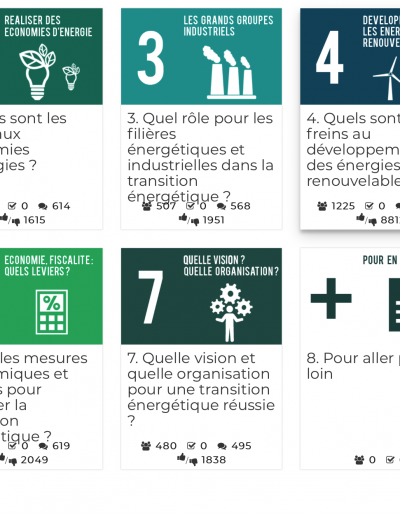 REALISER DES
ECONOMIES D'ENERGIE
s sont les
aux
mies
gies ?
0 614
1615
3
LES GRANDS GROUPES
INDUSTRIELS
3. Quel rôle pour les
filières
énergétiques et
industrielles dans la
transition
énergétique ?
507 0 568
/ 1951
4
DEVELOP
LES ENER
RENOUVE
4. Quels sont
freins au
développem
des énergies
renouvelable
1225 0
/ 881
ECONOMIE, FISCALITE :
QUELS LEVIERS ?
les mesures
miques et
s pour
er la
ion
tique ?
0 619
/ 2049
7
QUELLE VISION ?
QUELLE ORGANISATION ?
7. Quelle vision et
quelle organisation
pour une transition
énergétique réussie
?
480 0 495
/ 1838
POUR EN
+
8. Pour aller p
loin
0